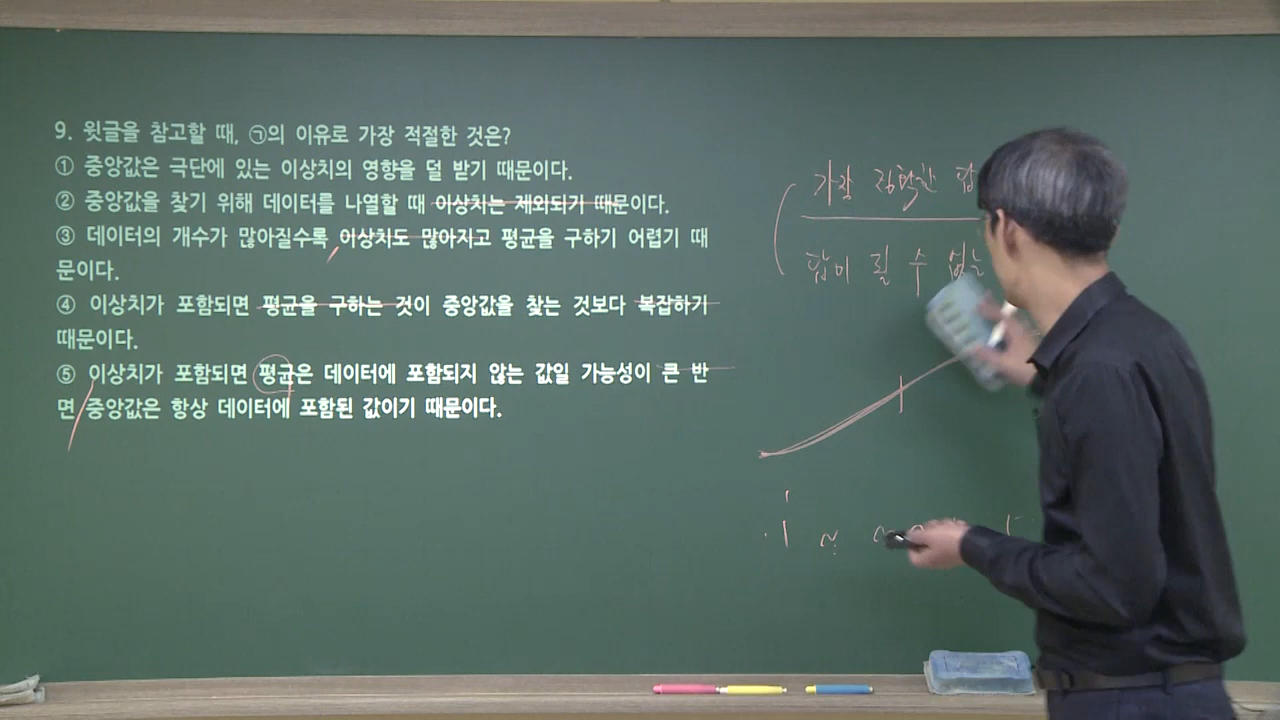 9. 윗글을 참고할 때, ㉠의 이유로 가장 적절한 것은?
① 중앙값은 극단에 있는 이상치의 영향을 덜 받기 때문이다.
② 중앙값을 찾기 위해 데이터를 나열할 때 이상치는 제외되기 때문이다.
③ 데이터의 개수가 많아질수록 이상치도 많아지고 평균을 구하기 어렵기 때
문이다.
④ 이상치가 포함되면 평균을 구하는 것이 중앙값을 찾는 것보다 복잡하기
때문이다.
⑤ 이상치가 포함되면 평균은 데이터에 포함되지 않는 값일 가능성이 큰 반
면 중앙값은 항상 데이터에 포함된 값이기 때문이다.
가장 정확한 답
답이 될 수 없는